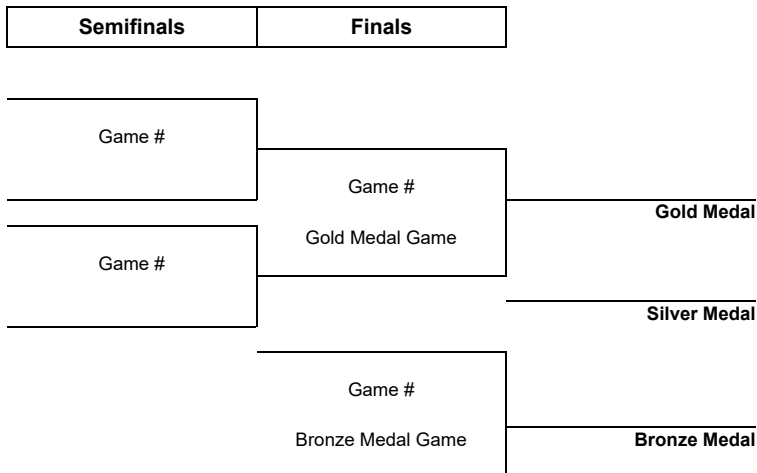 Semifinals Finals
Game #
Game #
Gold Medal
Gold Medal Game
Game #
Silver Medal
Game #
Bronze Medal Game Bronze Medal